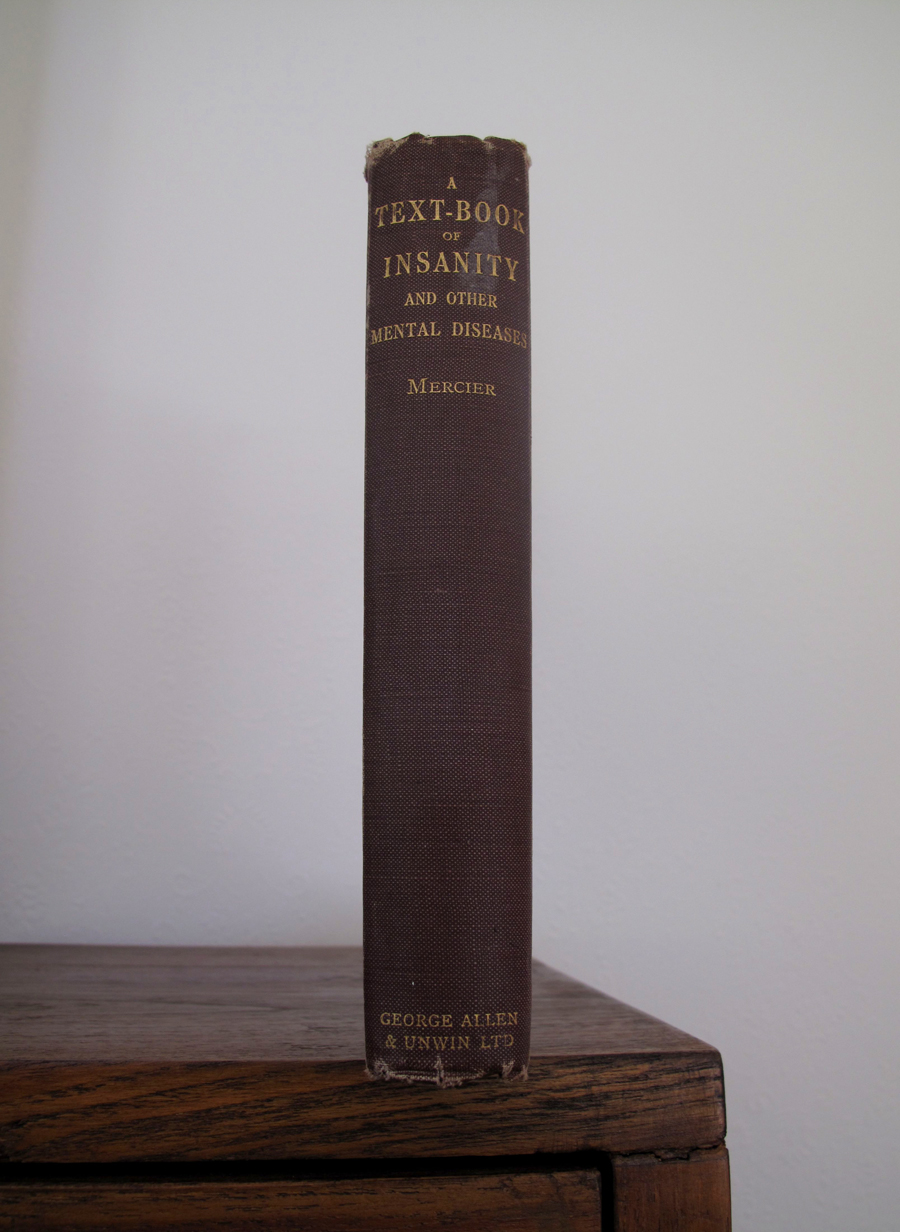 A
TEXT-BOOK
OF
INSANITY
AND OTHER
MENTAL DISEASES
MERCIER
GEORGE ALLEN
& UNWIN LTD